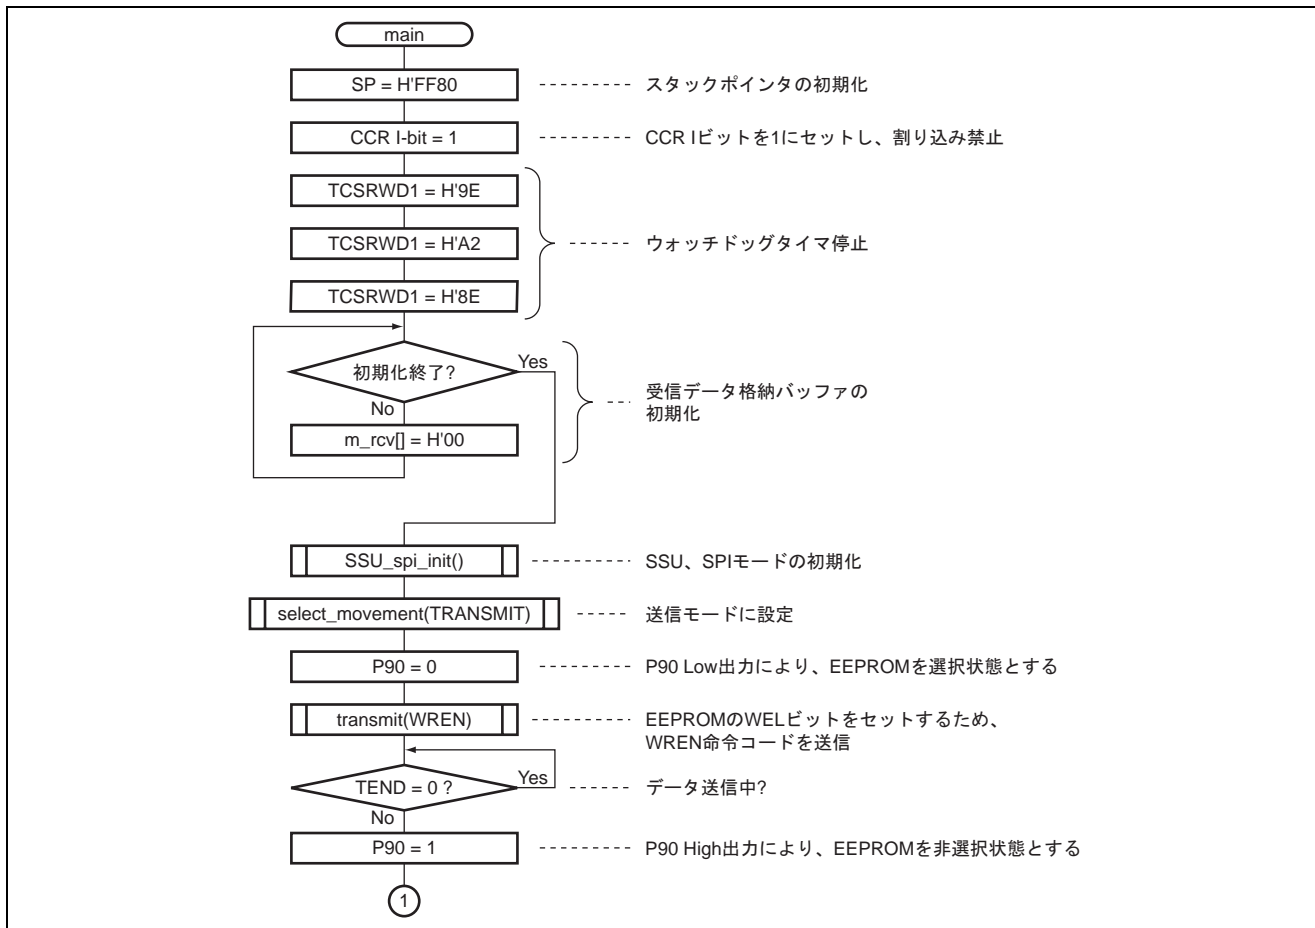 main
SP = H'FF80
スタックポインタの初期化
CCR I-bit = 1
CCR Iビットを1にセットし、割り込み禁止
TCSRWD1 = H'9E
TCSRWD1 = H'A2
ウォッチドッグタイマ停止
TCSRWD1 = H'8E
初期化終了?
Yes
No
受信データ格納バッファの
初期化
m_rcv[] = H'00
SSU_spi_init()
SSU、SPIモードの初期化
select_movement(TRANSMIT)
送信モードに設定
P90 = 0
P90 Low出力により、EEPROMを選択状態とする
transmit(WREN)
EEPROMのWELビットをセットするため、
WREN命令コードを送信
TEND = 0 ?
Yes
データ送信中?
No
P90 = 1
P90 High出力により、EEPROMを非選択状態とする
1